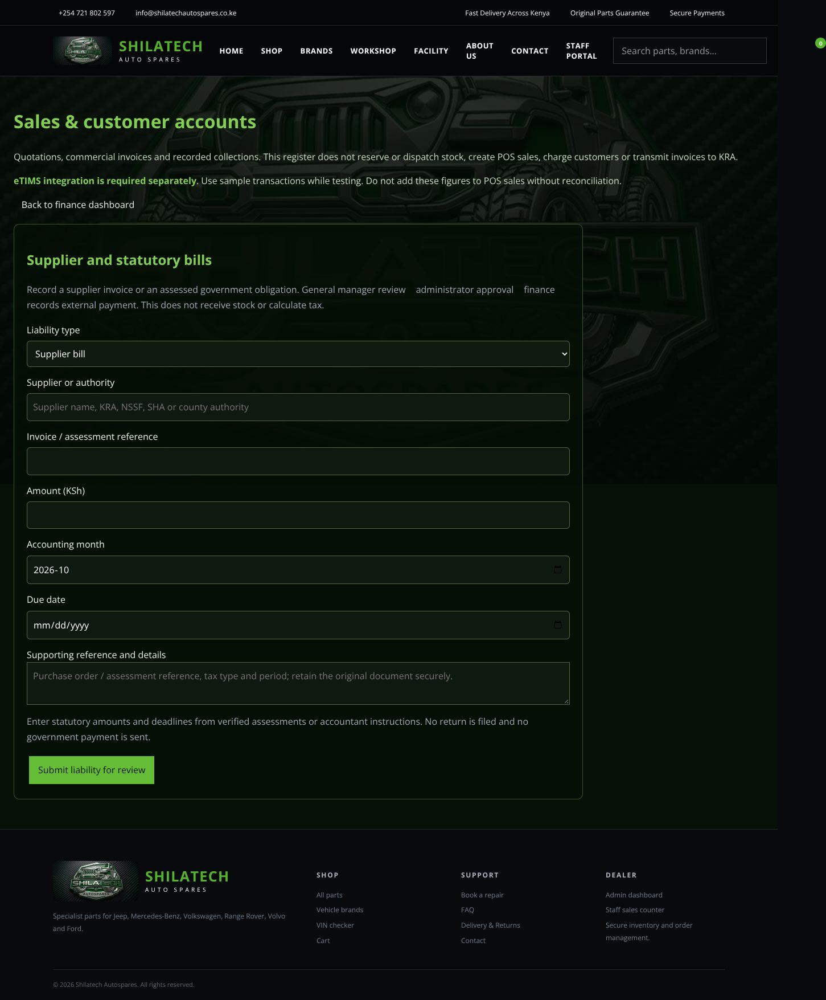 +254 721 802 597
info@shilatechautospares.co.ke
Fast Delivery Across Kenya
Original Parts Guarantee
Secure Payments
SHILATECH
AUTO SPARES
HOME
SHOP
BRANDS
WORKSHOP
FACILITY
ABOUT
US
CONTACT
STAFF
PORTAL
Search parts, brands...
0
Sales & customer accounts
Quotations, commercial invoices and recorded collections. This register does not reserve or dispatch stock, create POS sales, charge customers or transmit invoices to KRA.
eTIMS integration is required separately. Use sample transactions while testing. Do not add these figures to POS sales without reconciliation.
Back to finance dashboard
SHILATECH
Supplier and statutory bills
Record a supplier invoice or an assessed government obligation. General manager review administrator approval finance
records external payment. This does not receive stock or calculate tax.
Liability type
Supplier bill
Supplier or authority
Supplier name, KRA, NSSF, SHA or county authority
Invoice / assessment reference
Amount (KSh)
Accounting month
2026-10
Due date
mm/dd/yyyy
Supporting reference and details
Purchase order / assessment reference, tax type and period; retain the original document securely.
Enter statutory amounts and deadlines from verified assessments or accountant instructions. No return is filed and no
government payment is sent.
Submit liability for review
SHILATECH
AUTOSPARES
SHILATECH
AUTO SPARES
Specialist parts for Jeep, Mercedes-Benz, Volkswagen, Range Rover, Volvo
and Ford.
SHOP
All parts
Vehicle brands
VIN checker
Cart
SUPPORT
Book a repair
FAQ
Delivery & Returns
Contact
DEALER
Admin dashboard
Staff sales counter
Secure inventory and order
management.
© 2026 Shilatech Autospares. All rights reserved.